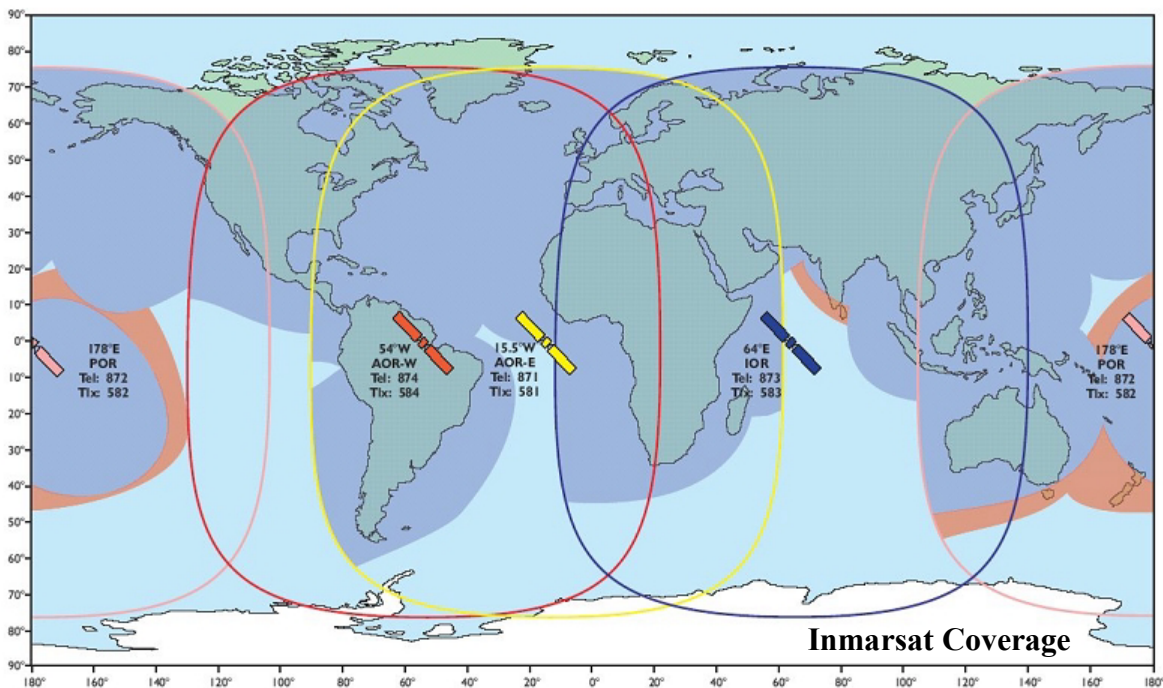 90°
80°
70°
60°
50°
40°
30°
20°
10°
0°
10°
20°
30°
40°
50°
60°
70°
80°
90°
178°E
POR
Tel: 872
Tlx: 582
54°W
AOR-W
Tel: 874
Tlx: 584
15.5°W
AOR-E
Tel: 871
Tlx: 581
64°E
IOR
Tel: 873
Tlx: 583
178°E
POR
Tel: 872
Tlx: 582
Inmarsat Coverage
180° 160° 140° 120° 100° 80° 60° 40° 20° 0° 20° 40° 60° 80° 100° 120° 140° 160° 180°